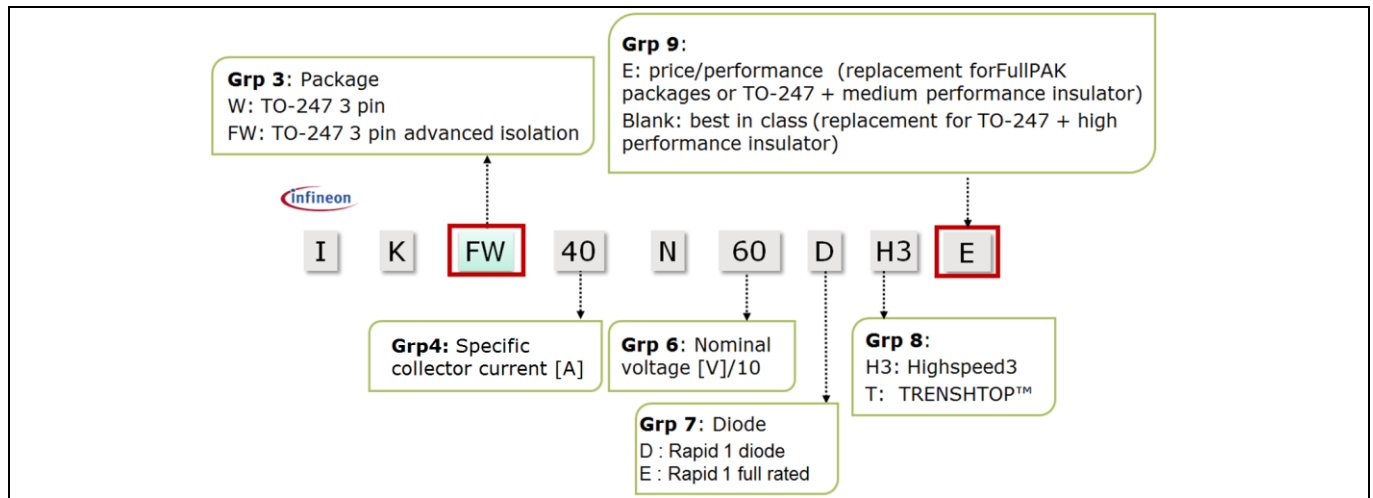 Grp 3: Package
W: TO-247 3 pin
FW: TO-247 3 pin advanced isolation
Grp 9:
E: price/performance (replacement forFullPAK
packages or TO-247 + medium performance insulator)
Blank: best in class (replacement for TO-247 + high
performance insulator)
infineon
I K FW 40 N 60 D H3 E
Grp4: Specific
collector current [A]
Grp 6: Nominal
voltage [V]/10
Grp 7: Diode
D : Rapid 1 diode
E : Rapid 1 full rated
Grp 8:
H3: Highspeed3
T: TRENSHTOP™